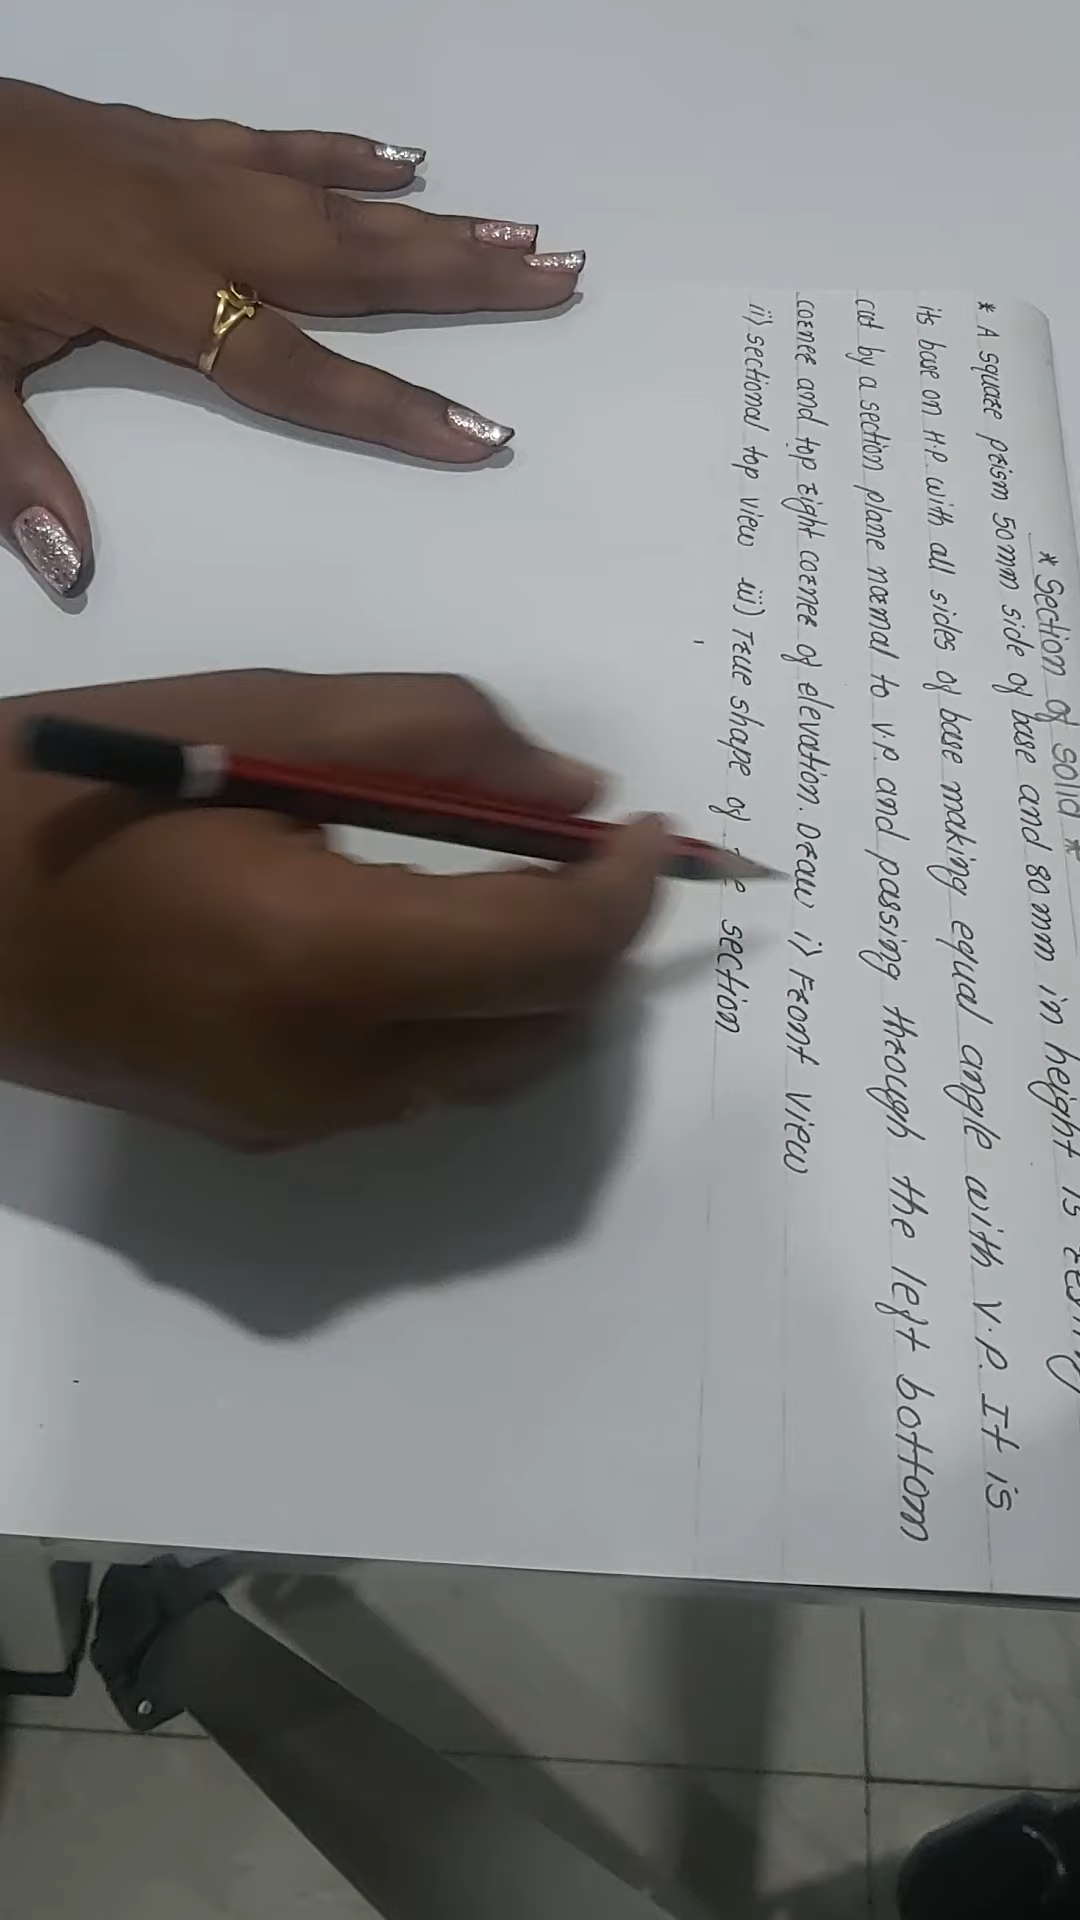 * Section of solid *
* A square prism 50mm side of base and 80mm in height is
its base on H.P with all sides of base making equal angle with V.P. It is
cut by a section plane normal to V.P. and passing through the left bottom
corner and top right corner of elevation. Draw i) Front view
ii) sectional top view iii) True shape of section